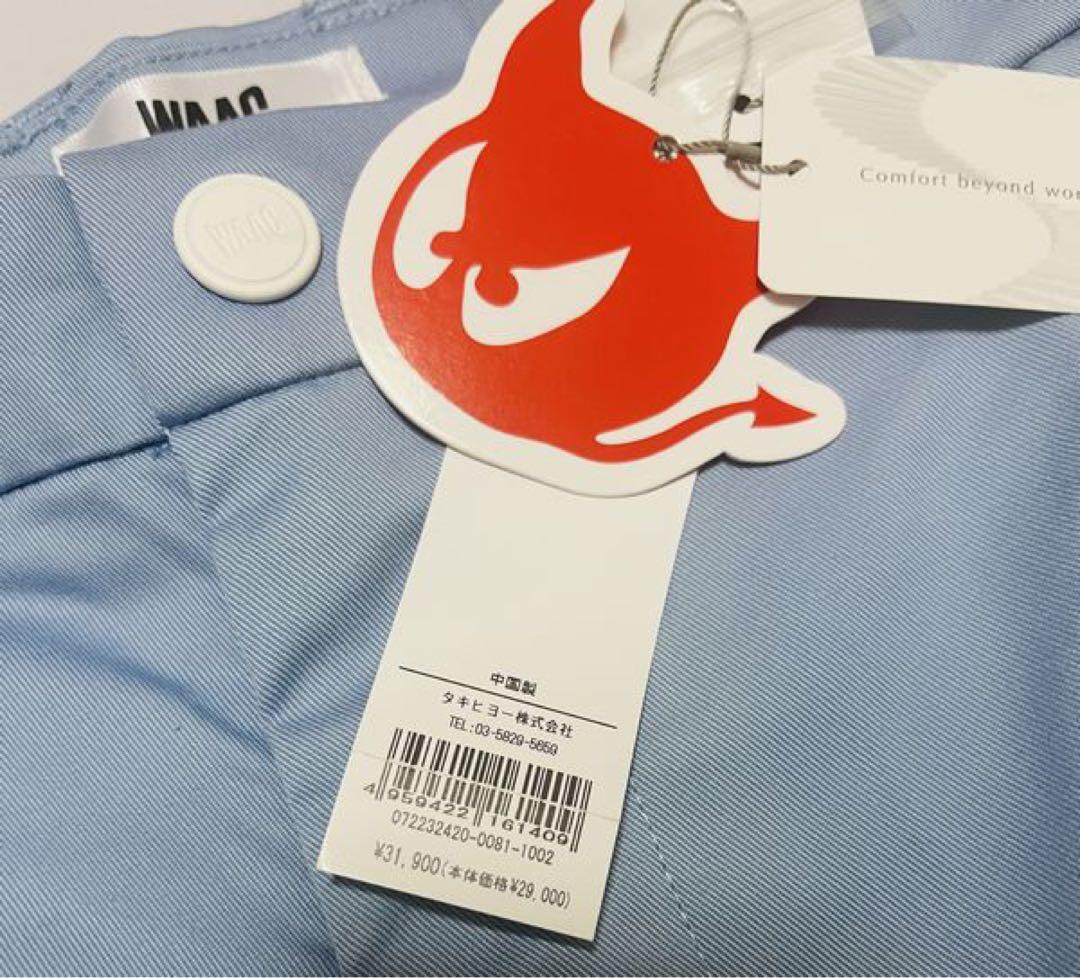 WAAC
WAAC
Comfort beyond
中国製
タキヒヨー株式会社
TEL:03-5829-5659
4 959422 161409
072232420-0081-1002
¥31,900(本体価格¥29,000)